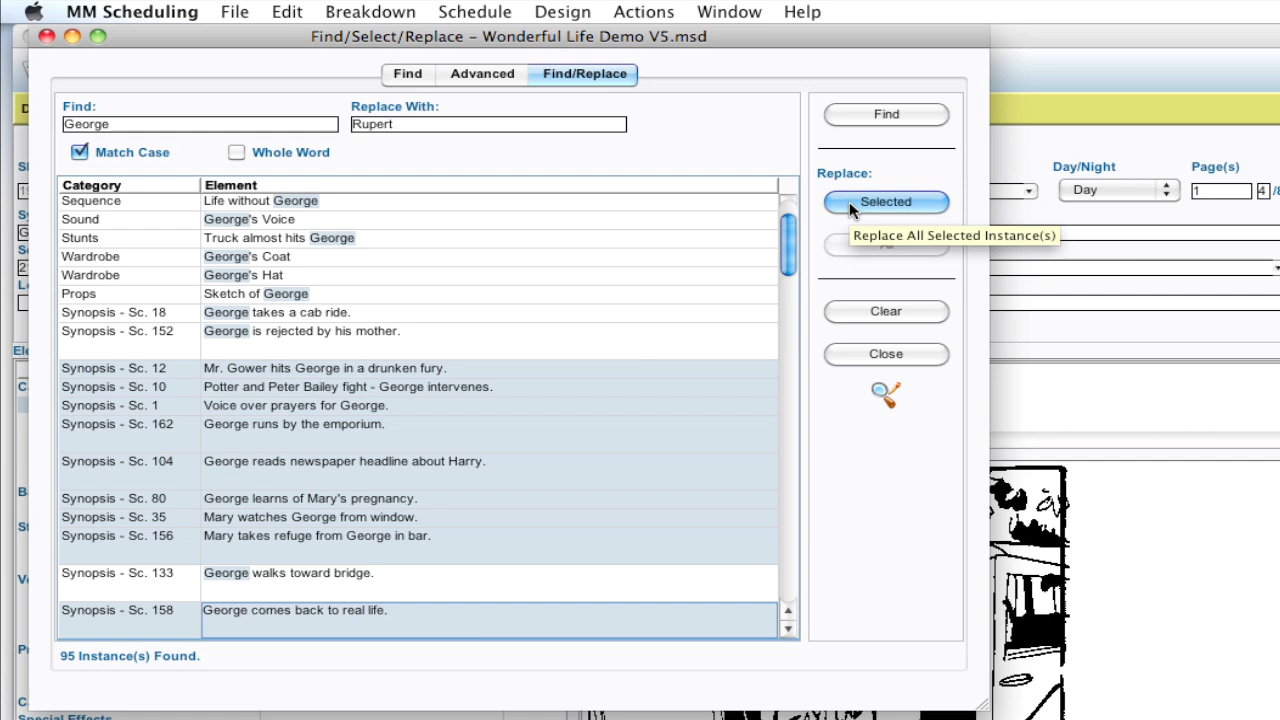 MM Scheduling File Edit Breakdown Schedule Design Actions Window Help
Find/Select/Replace – Wonderful Life Demo V5.msd
Find Advanced Find/Replace
Find: Replace With:
George Rupert
Match Case Whole Word
Category Element
Sequence Life without George
Sound George's Voice
Stunts Truck almost hits George
Wardrobe George's Coat
Wardrobe George's Hat
Props Sketch of George
Synopsis - Sc. 18 George takes a cab ride.
Synopsis - Sc. 152 George is rejected by his mother.
Synopsis - Sc. 12 Mr. Gower hits George in a drunken fury.
Synopsis - Sc. 10 Potter and Peter Bailey fight - George intervenes.
Synopsis - Sc. 1 Voice over prayers for George.
Synopsis - Sc. 162 George runs by the emporium.
Synopsis - Sc. 104 George reads newspaper headline about Harry.
Synopsis - Sc. 80 George learns of Mary's pregnancy.
Synopsis - Sc. 35 Mary watches George from window.
Synopsis - Sc. 156 Mary takes refuge from George in bar.
Synopsis - Sc. 133 George walks toward bridge.
Synopsis - Sc. 158 George comes back to real life.
95 Instance(s) Found.
Find
Replace:
Selected
Replace All Selected Instance(s)
Clear
Close
Day/Night Page(s)
Day 1 4 /8
Special Effects